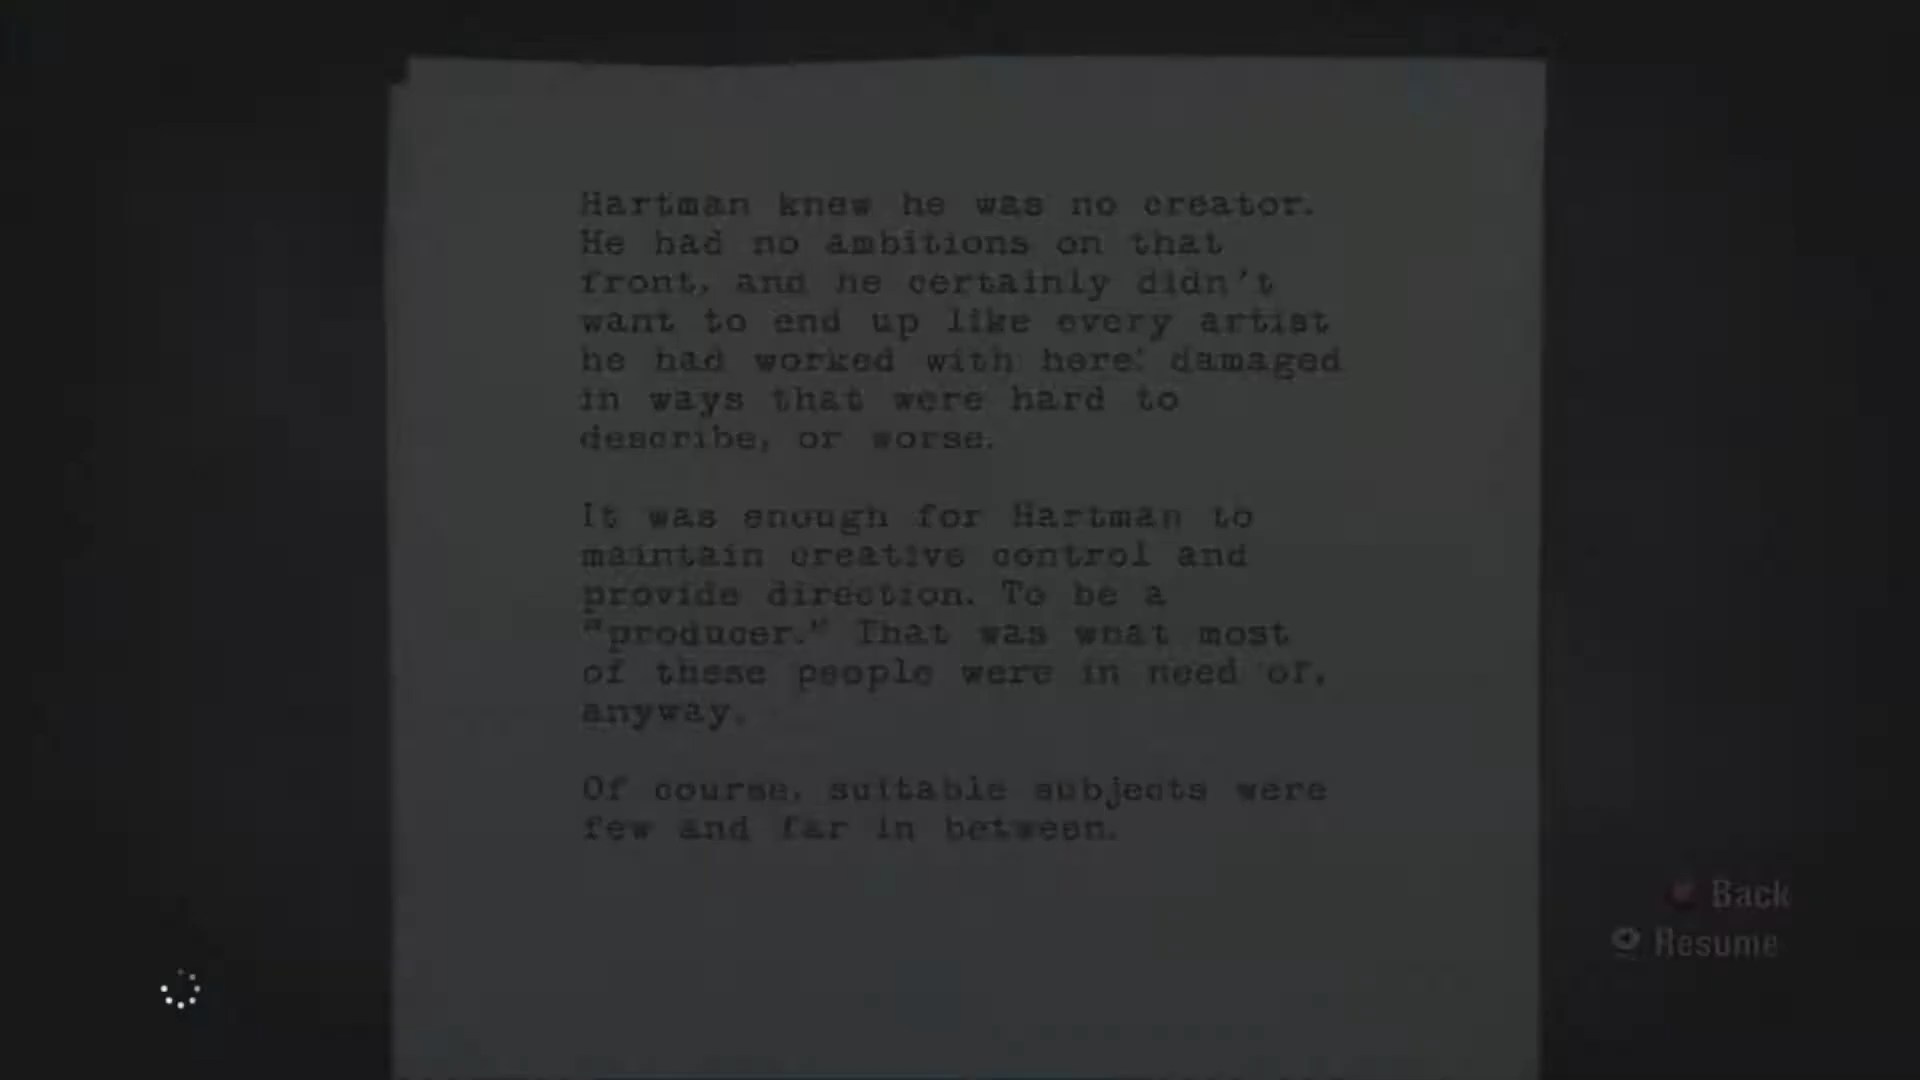 Hartman knew he was no creator.
He had no ambitions on that
front, and he certainly didn't
want to end up like every artist
he had worked with here: damaged
in ways that were hard to
describe, or worse.
It was enough for Hartman to
maintain creative control and
provide direction. To be a
"producer." That was what most
of these people were in need of,
anyway.
Of course, suitable subjects were
few and far in between.
Back
Resume